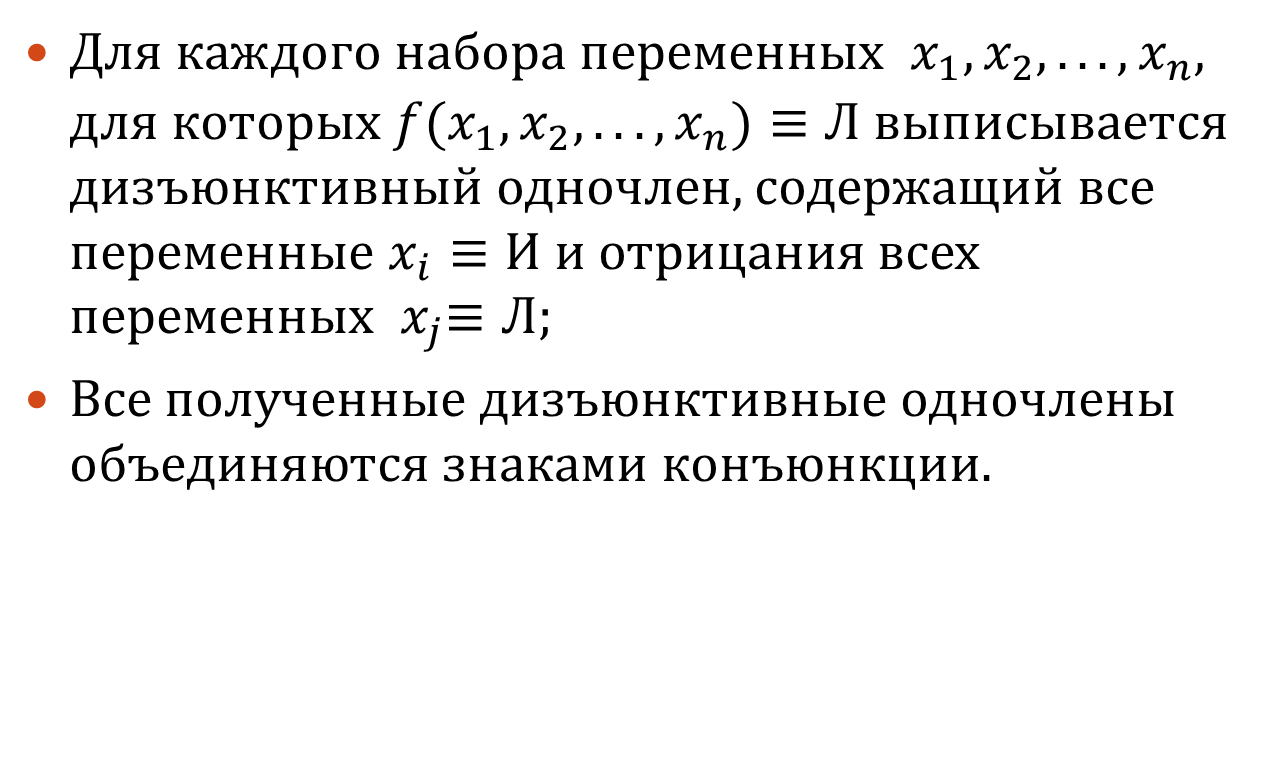 • Для каждого набора переменных x₁, x₂, . . . , xₙ,
для которых f(x₁, x₂, . . . , xₙ) ≡ Л выписывается
дизъюнктивный одночлен, содержащий все
переменные xᵢ ≡ И и отрицания всех
переменных xⱼ≡ Л;
• Все полученные дизъюнктивные одночлены
объединяются знаками конъюнкции.